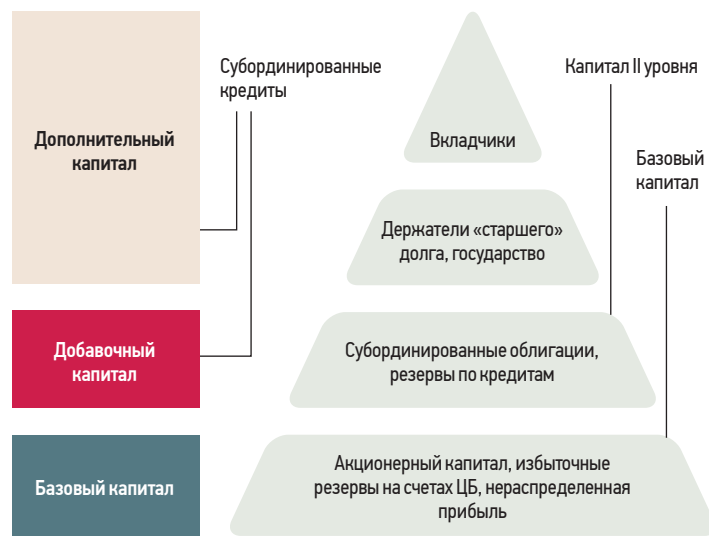 Дополнительный
капитал
Добавочный
капитал
Базовый капитал
Субординированные
кредиты
Вкладчики
Держатели «старшего»
долга, государство
Субординированные облигации,
резервы по кредитам
Акционерный капитал, избыточные
резервы на счетах ЦБ, нераспределенная
прибыль
Капитал II уровня
Базовый
капитал